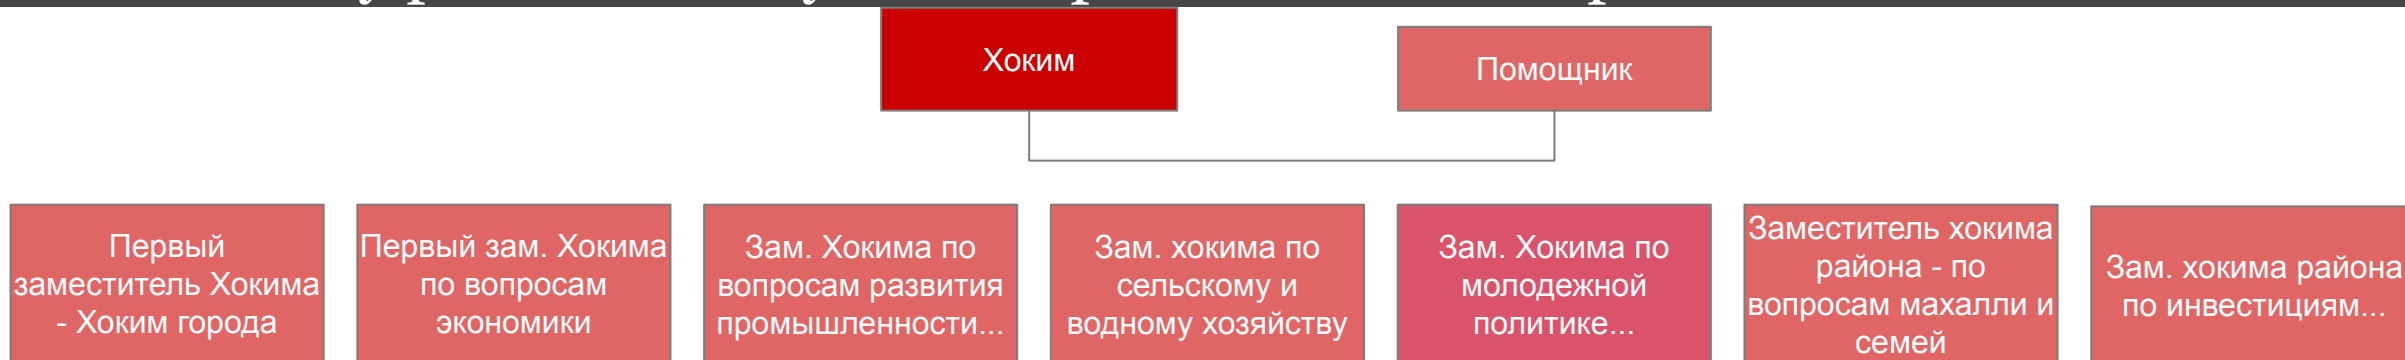 Хоким
Помощник
Первый
заместитель Хокима
- Хоким города
Первый зам. Хокима
по вопросам
экономики
Зам. Хокима по
вопросам развития
промышленности...
Зам. хокима по
сельскому и
водному хозяйству
Зам. Хокима по
молодежной
политике...
Заместитель хокима
района - по
вопросам махалли и
семей
Зам. хокима района
по инвестициям...